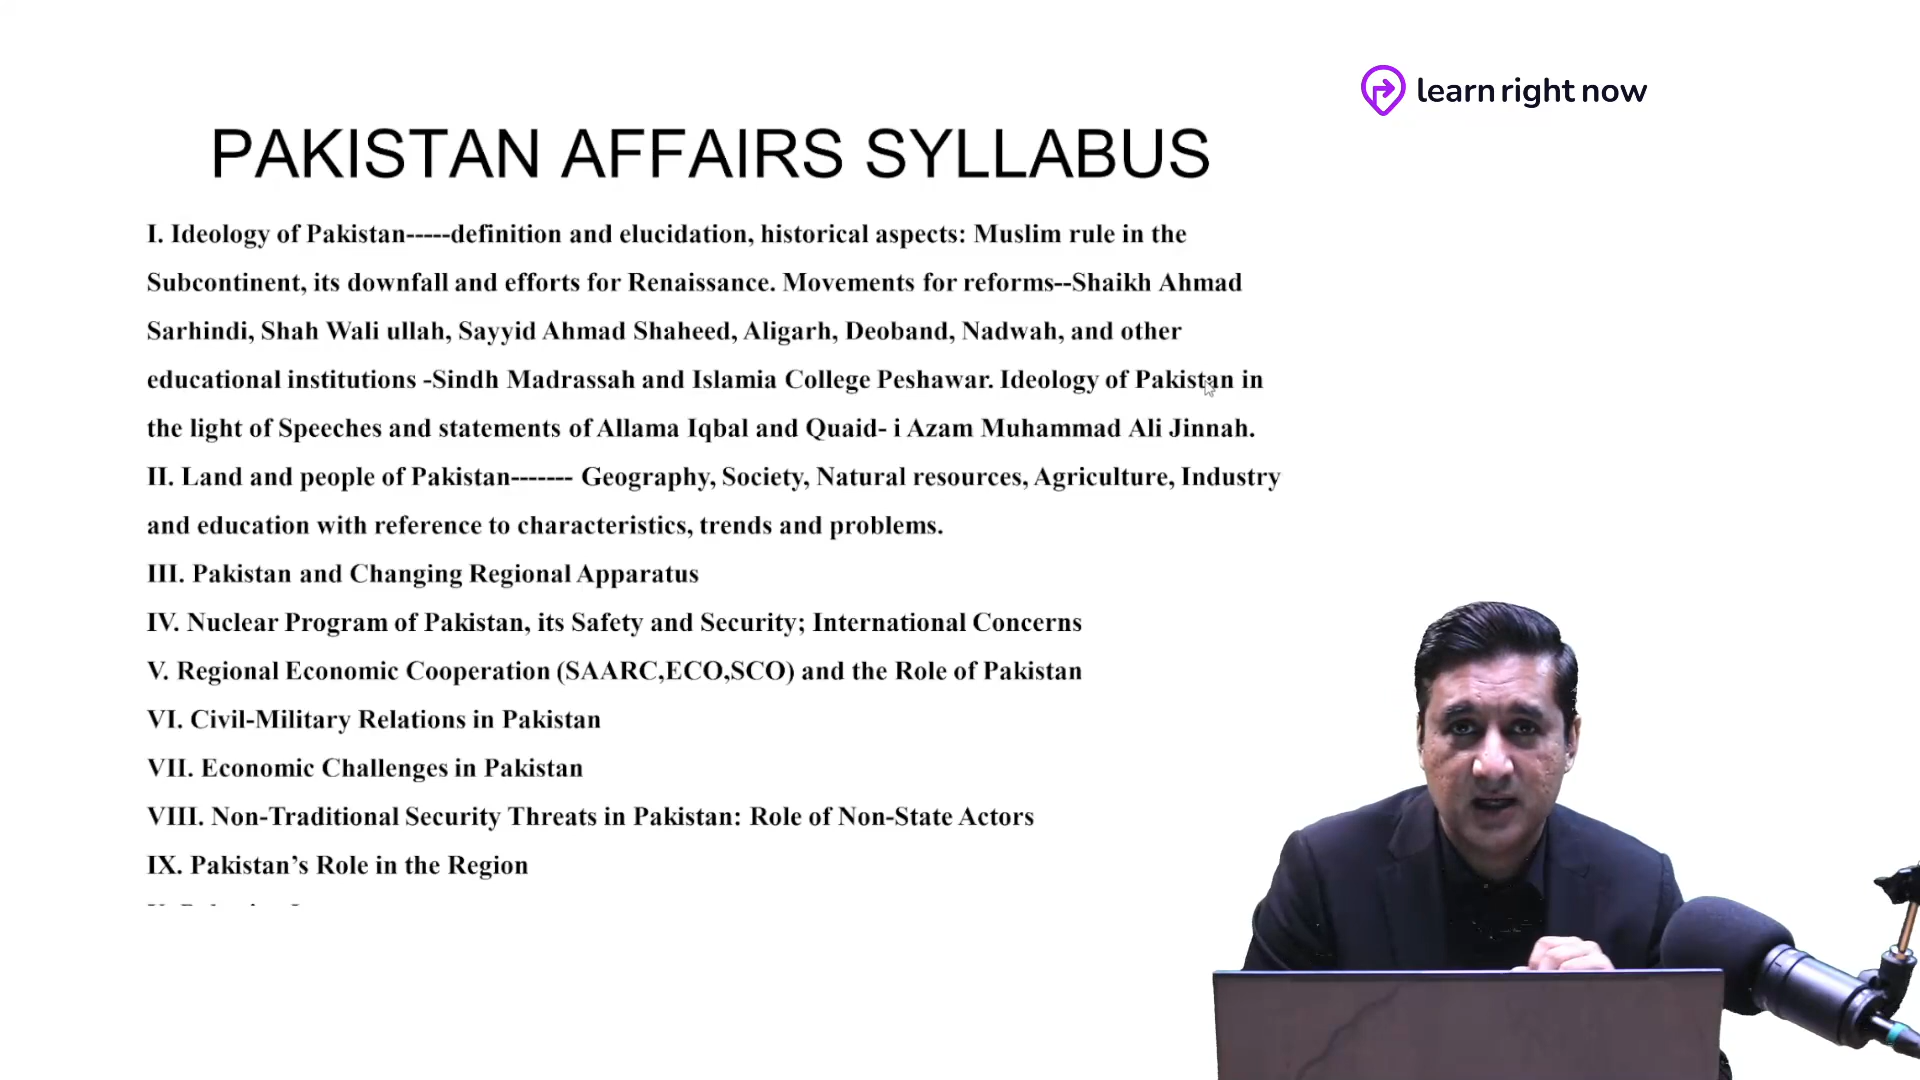 learn right now
PAKISTAN AFFAIRS SYLLABUS
I. Ideology of Pakistan-----definition and elucidation, historical aspects: Muslim rule in the
Subcontinent, its downfall and efforts for Renaissance. Movements for reforms--Shaikh Ahmad
Sarhindi, Shah Wali ullah, Sayyid Ahmad Shaheed, Aligarh, Deoband, Nadwah, and other
educational institutions -Sindh Madrassah and Islamia College Peshawar. Ideology of Pakistan in
the light of Speeches and statements of Allama Iqbal and Quaid- i Azam Muhammad Ali Jinnah.
II. Land and people of Pakistan------- Geography, Society, Natural resources, Agriculture, Industry
and education with reference to characteristics, trends and problems.
III. Pakistan and Changing Regional Apparatus
IV. Nuclear Program of Pakistan, its Safety and Security; International Concerns
V. Regional Economic Cooperation (SAARC,ECO,SCO) and the Role of Pakistan
VI. Civil-Military Relations in Pakistan
VII. Economic Challenges in Pakistan
VIII. Non-Traditional Security Threats in Pakistan: Role of Non-State Actors
IX. Pakistan’s Role in the Region